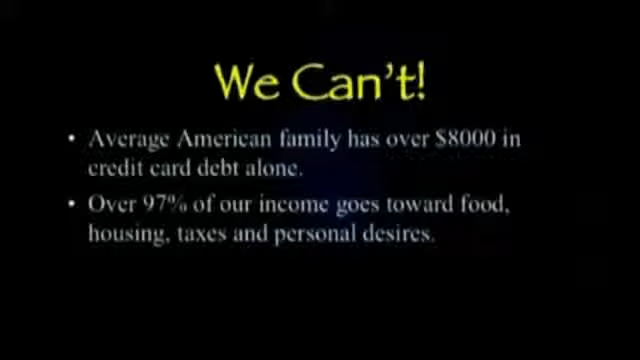 We Can't!
• Average American family has over $8000 in
credit card debt alone.
• Over 97% of our income goes toward food,
housing, taxes and personal desires.